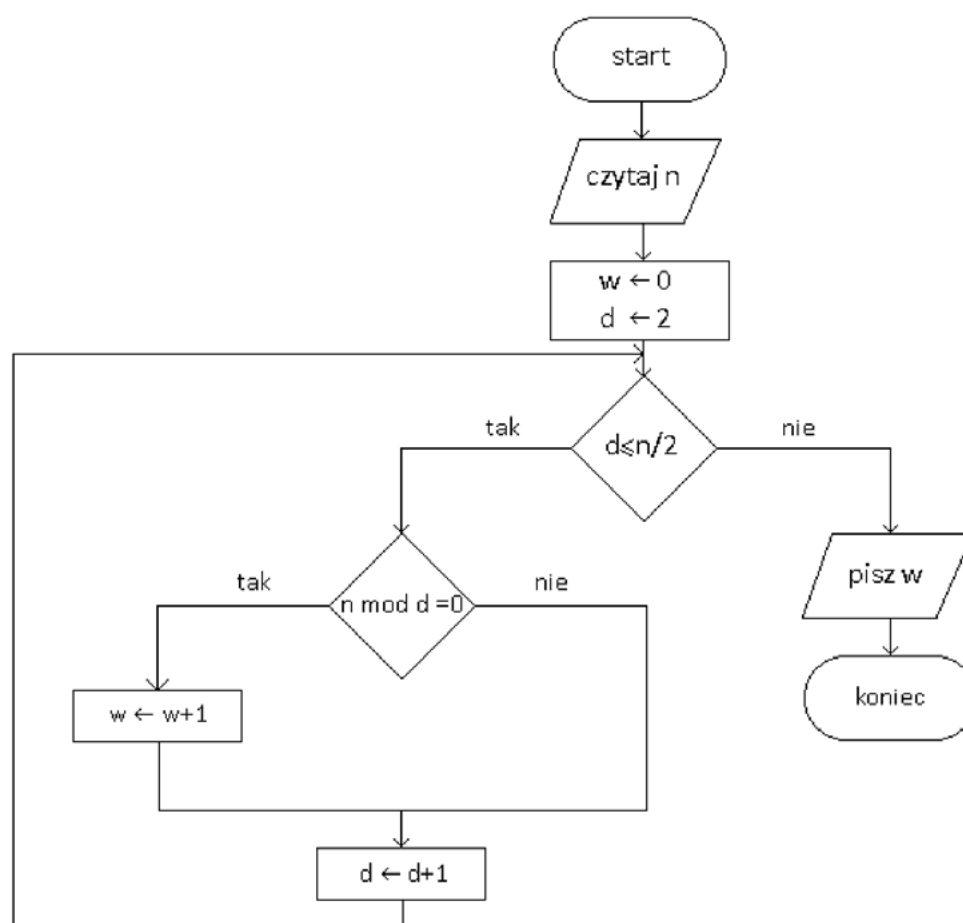 start
czytaj n
w ← 0
d ← 2
tak
d≤n/2
nie
tak
n mod d =0
nie
pisz w
w ← w+1
koniec
d ← d+1